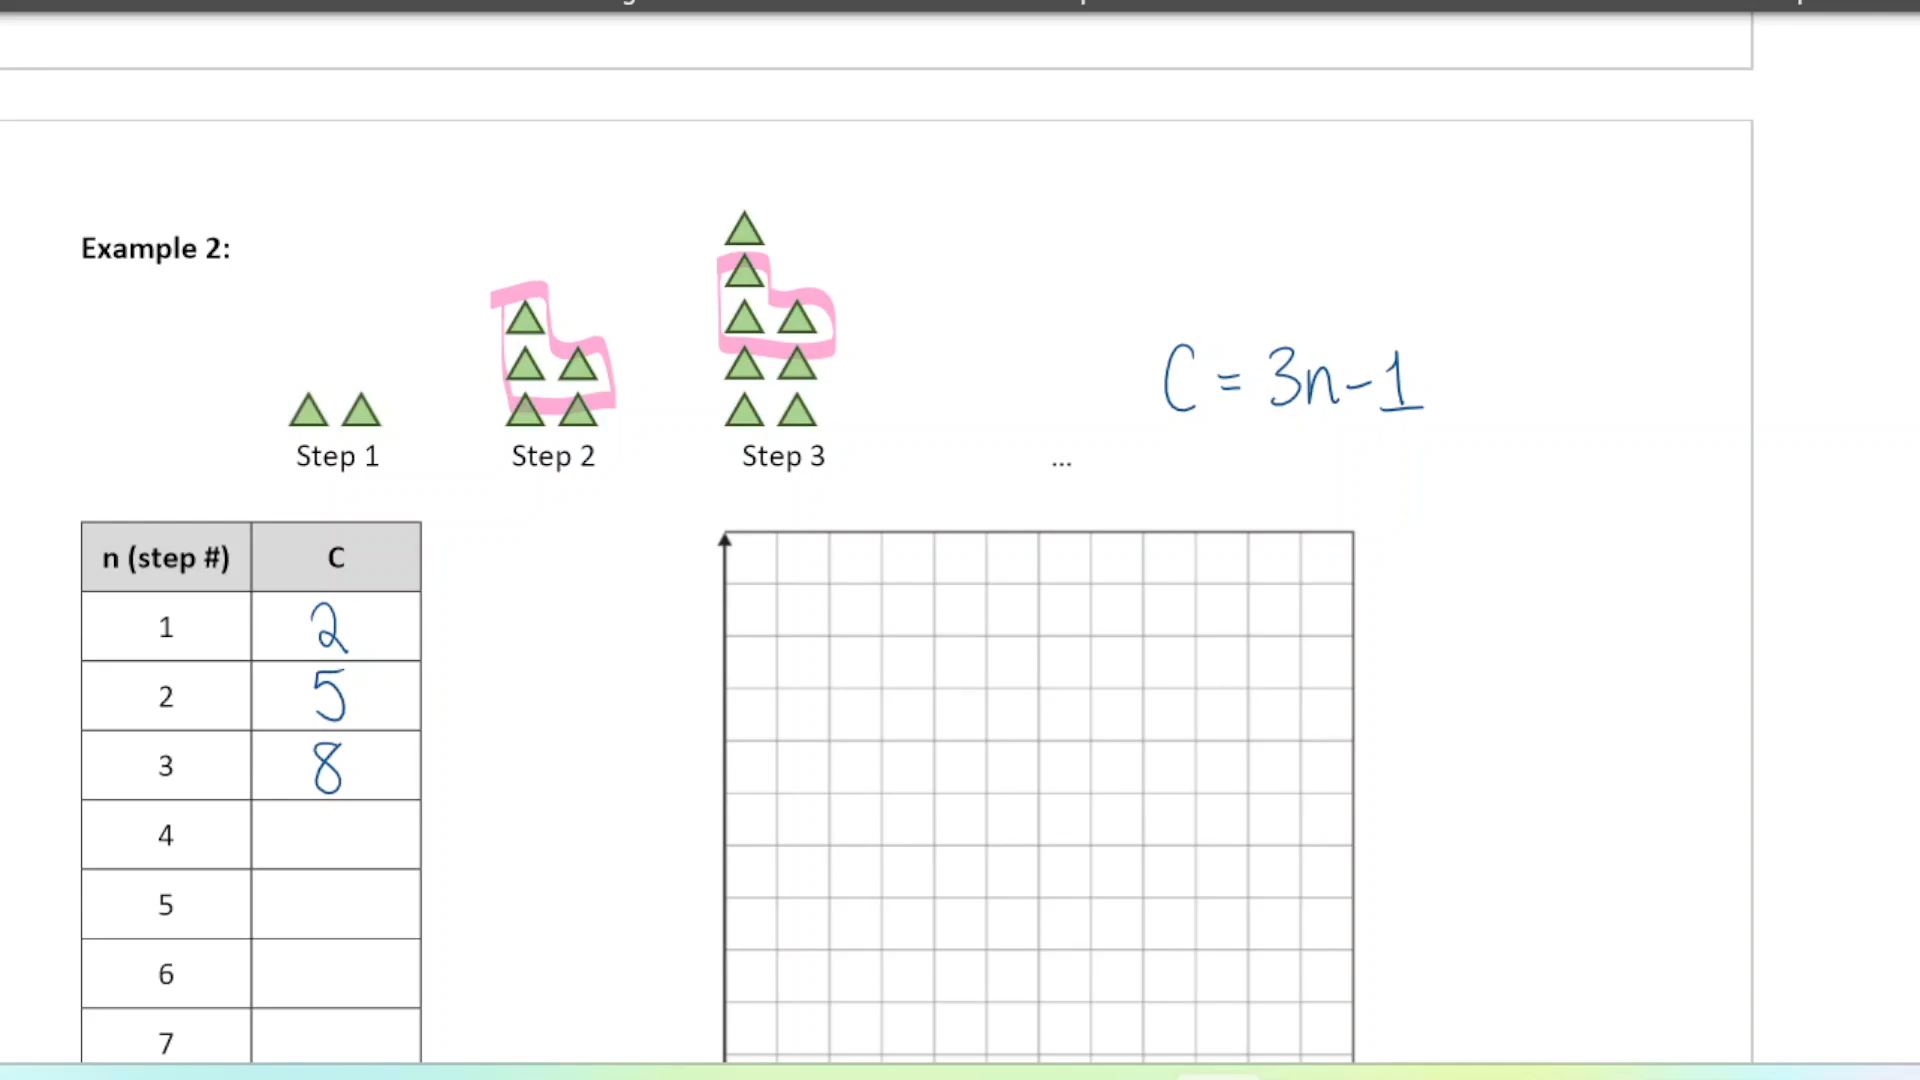 Example 2:
C = 3n-1
Step 1
Step 2
Step 3
...
n (step #) C
1 2
2 5
3 8
4
5
6
7